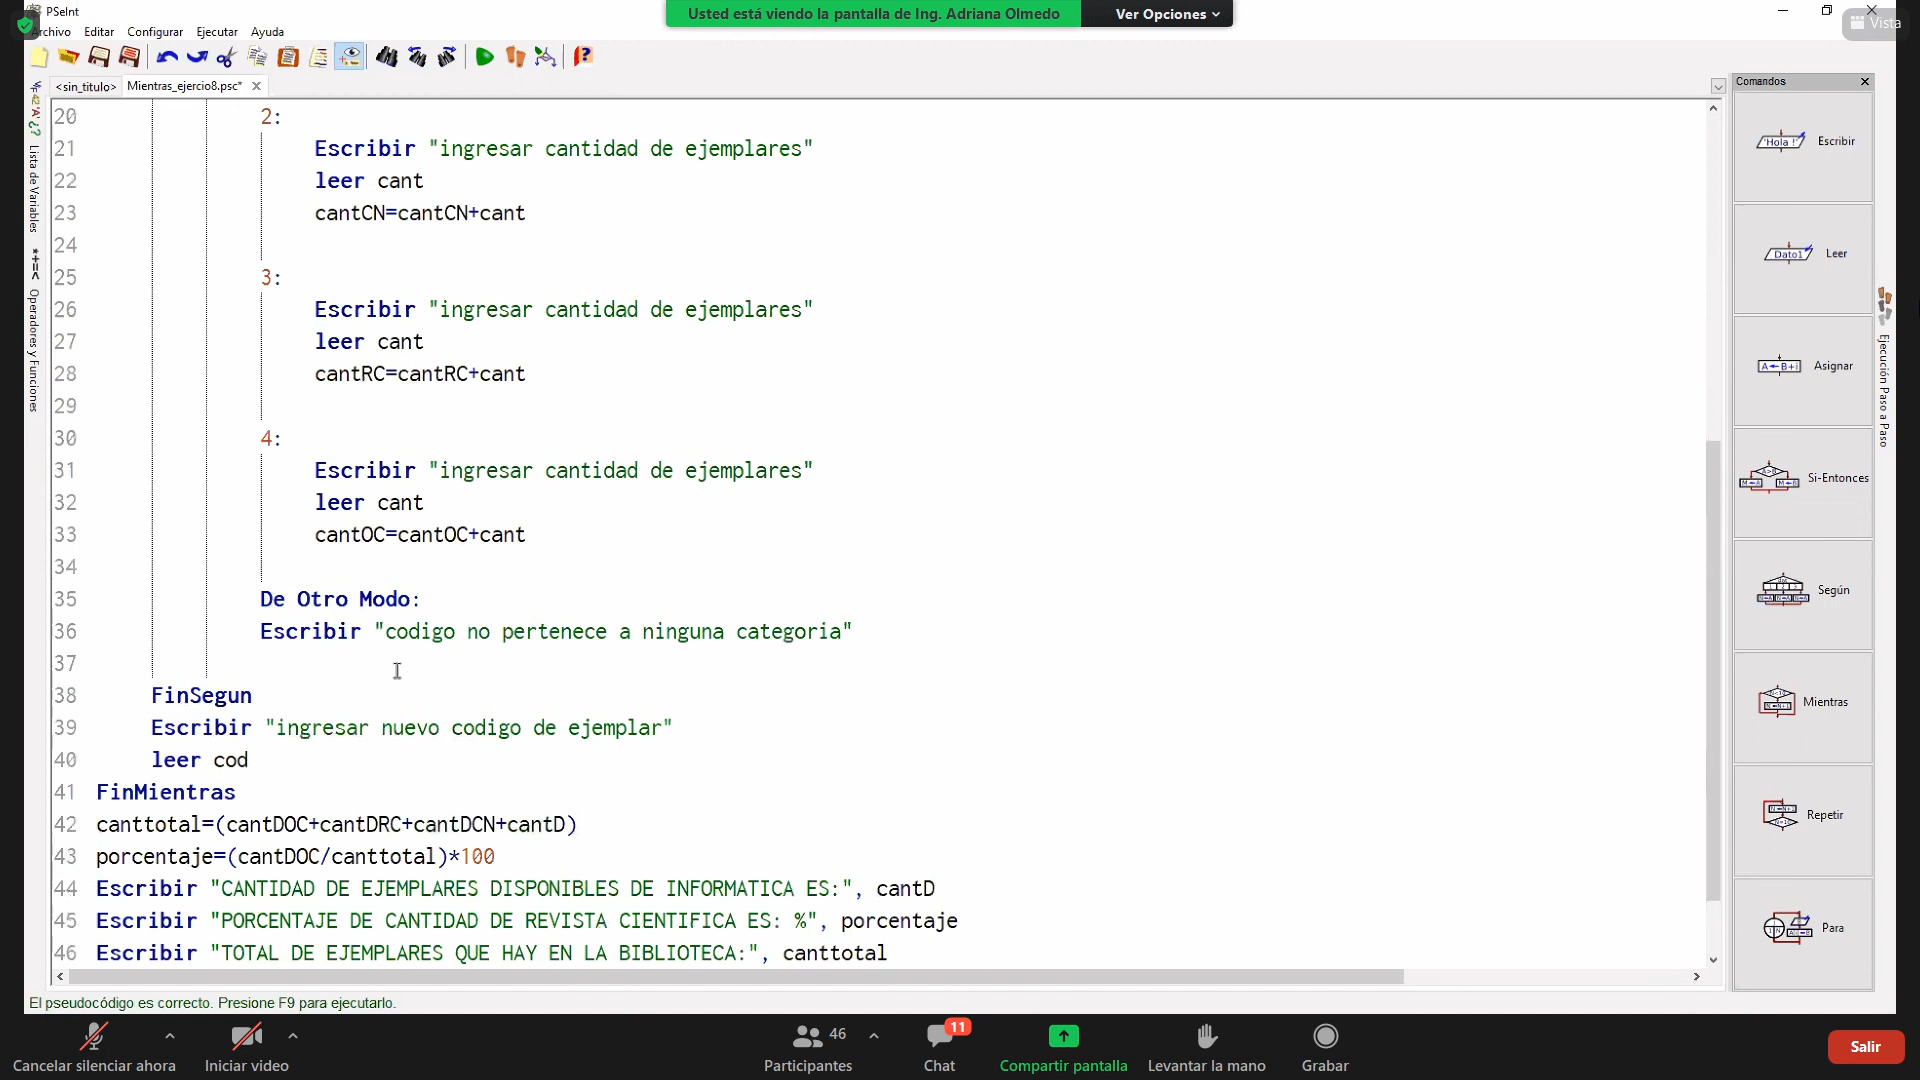 PSeInt
Usted está viendo la pantalla de Ing. Adriana Olmedo
Ver Opciones
Vista
Archivo Editar Configurar Ejecutar Ayuda
<sin_titulo> Mientras_ejercio8.psc*
Comandos
Lista de Variables
Operadores y Funciones
20 2:
21 Escribir "ingresar cantidad de ejemplares"
22 leer cant
23 cantCN=cantCN+cant
24
25 3:
26 Escribir "ingresar cantidad de ejemplares"
27 leer cant
28 cantRC=cantRC+cant
29
30 4:
31 Escribir "ingresar cantidad de ejemplares"
32 leer cant
33 cantOC=cantOC+cant
34
35 De Otro Modo:
36 Escribir "codigo no pertenece a ninguna categoria"
37
38 FinSegun
39 Escribir "ingresar nuevo codigo de ejemplar"
40 leer cod
41 FinMientras
42 canttotal=(cantDOC+cantDRC+cantDCN+cantD)
43 porcentaje=(cantDOC/canttotal)*100
44 Escribir "CANTIDAD DE EJEMPLARES DISPONIBLES DE INFORMATICA ES:", cantD
45 Escribir "PORCENTAJE DE CANTIDAD DE REVISTA CIENTIFICA ES: %", porcentaje
46 Escribir "TOTAL DE EJEMPLARES QUE HAY EN LA BIBLIOTECA:", canttotal
'Hola !' Escribir
Dato1 Leer
A←B+i Asignar
Si-Entonces
Según
Mientras
Repetir
Para
Ejecución Paso a Paso
El pseudocódigo es correcto. Presione F9 para ejecutarlo.
Cancelar silenciar ahora
Iniciar video
46
Participantes
11
Chat
Compartir pantalla
Levantar la mano
Grabar
Salir